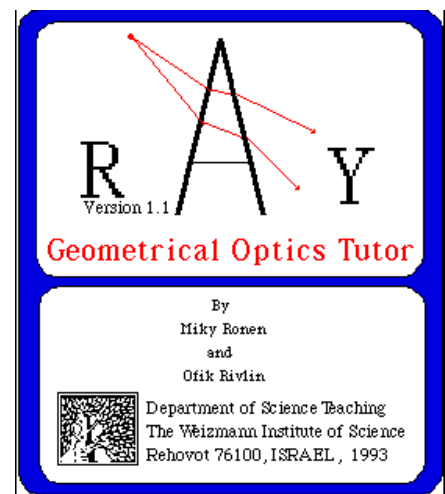 RAY
Version 1.1
Geometrical Optics Tutor
By
Miky Ronen
and
Ofik Rivlin
Department of Science Teaching
The Weizmann Institute of Science
Rehovot 76100, ISRAEL, 1993